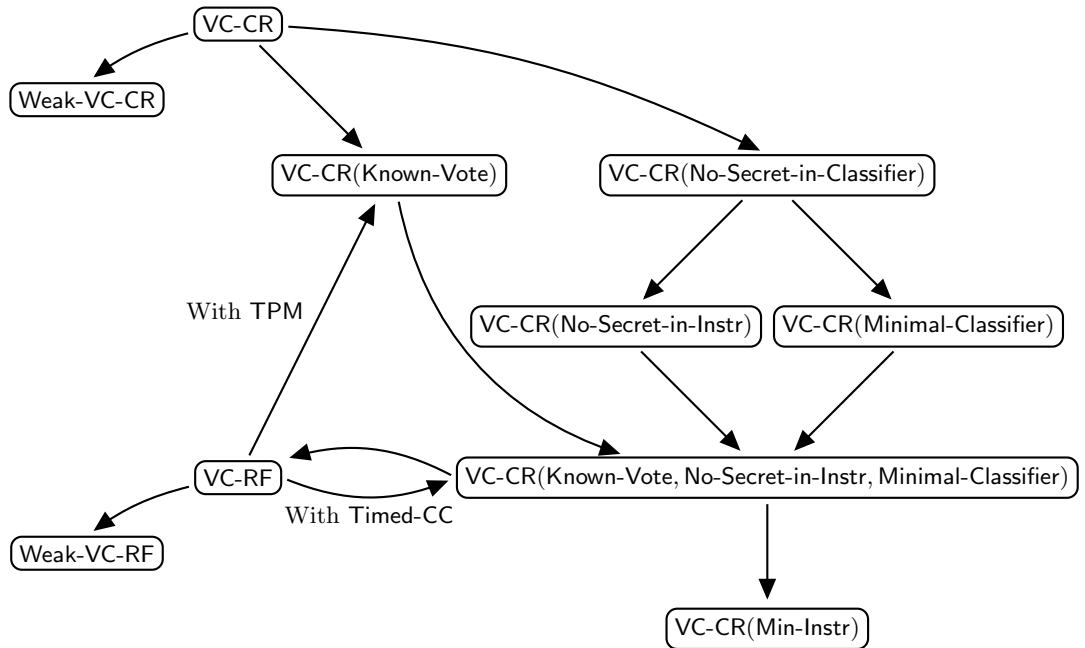 VC-CR
Weak-VC-CR
VC-CR(Known-Vote)
VC-CR(No-Secret-in-Classifier)
With TPM
VC-CR(No-Secret-in-Instr)
VC-CR(Minimal-Classifier)
VC-RF
VC-CR(Known-Vote, No-Secret-in-Instr, Minimal-Classifier)
With Timed-CC
Weak-VC-RF
VC-CR(Min-Instr)